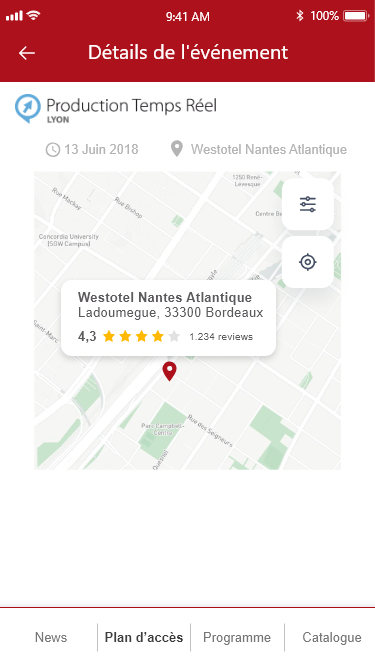 9:41 AM 100%
Détails de l'événement
Production Temps Réel
LYON
13 Juin 2018 Westotel Nantes Atlantique
1250 René-
Levesque
Rue Mackay
Rue Bishop
Centre Be
Concordia University
(SGW Campus)
Westotel Nantes Atlantique
Ladoumegue, 33300 Bordeaux
4,3 1.234 reviews
Saint-Marc
Parc Campbell-
Centre
Rue des Seigneurs
Quesnel
News Plan d’accès Programme Catalogue